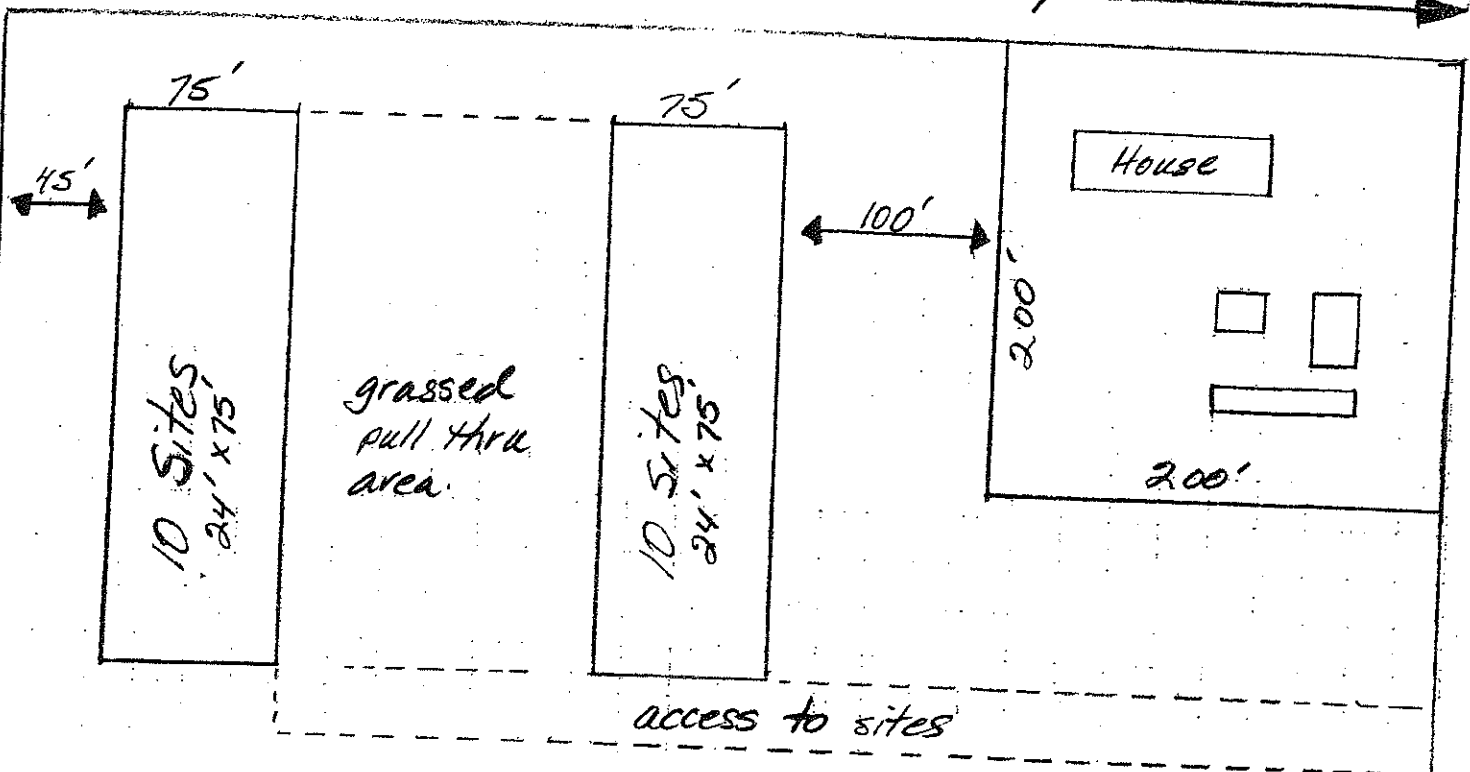 75'
75'
45'
House
100'
200'
grassed
pull thru
area.
10 Sites
24' x 75'
10 Sites
24' x 75'
200'
access to sites